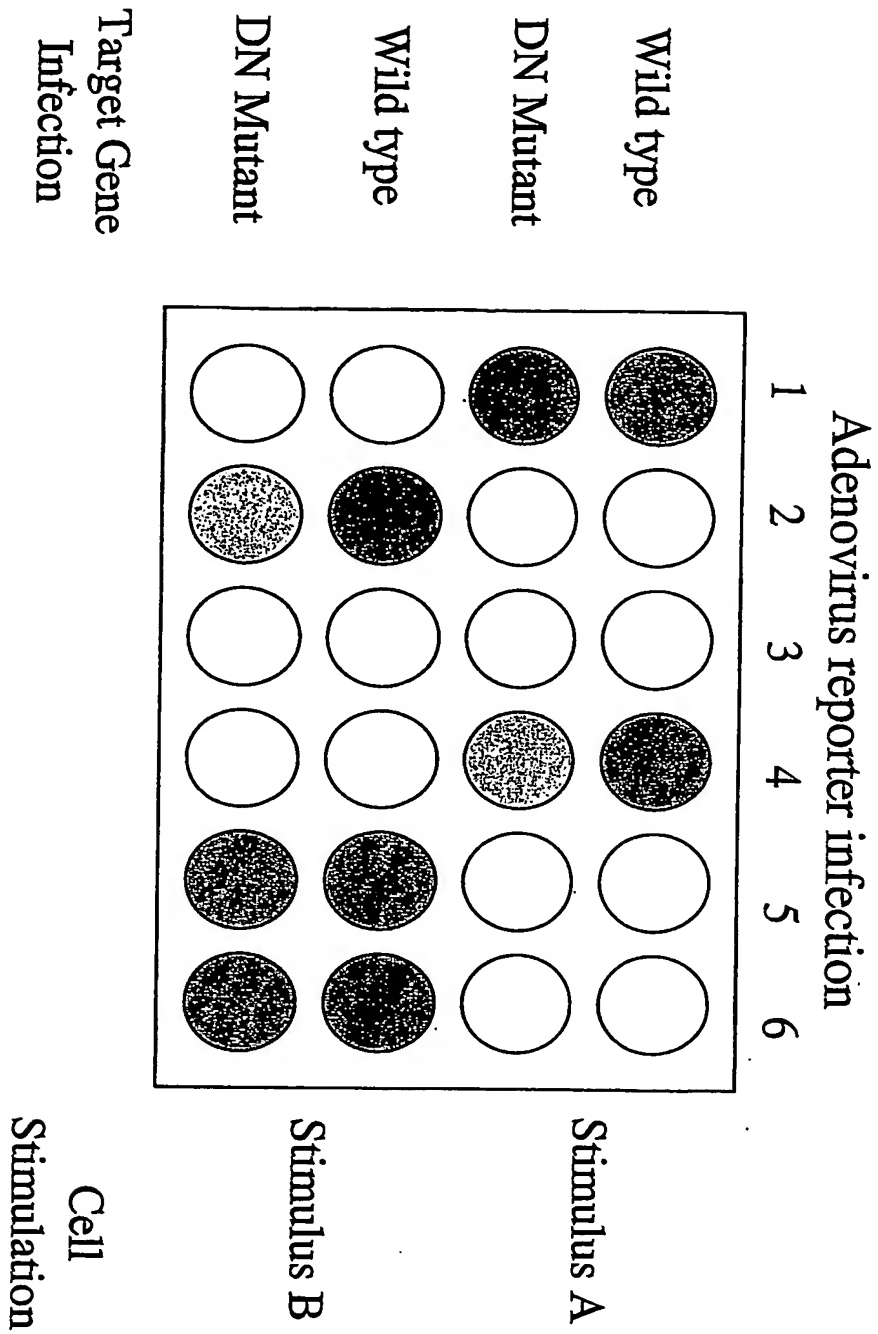 Adenovirus reporter infection
1 2 3 4 5 6
Wild type
DN Mutant
Stimulus A
Wild type
DN Mutant
Stimulus B
Target Gene
Infection
Cell
Stimulation